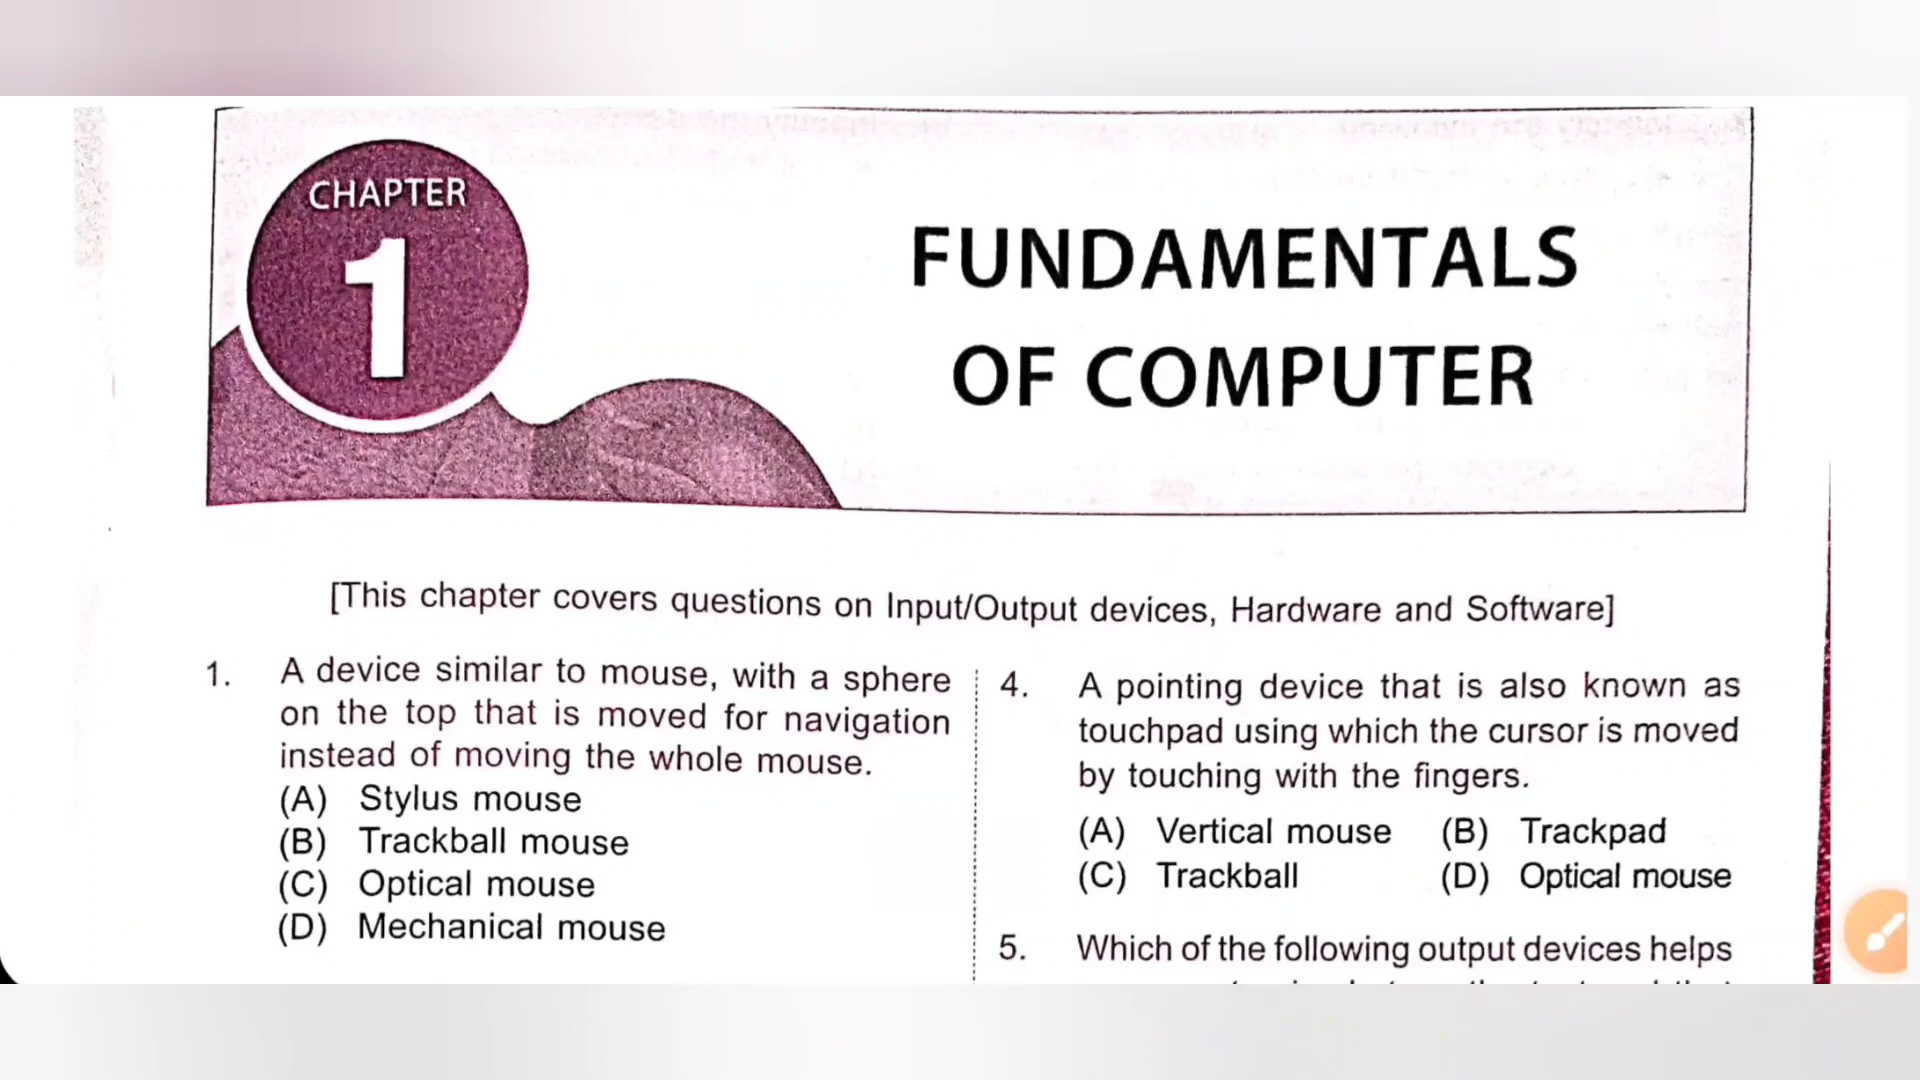 CHAPTER
1
FUNDAMENTALS
OF COMPUTER
[This chapter covers questions on Input/Output devices, Hardware and Software]
1. A device similar to mouse, with a sphere
on the top that is moved for navigation
instead of moving the whole mouse.
(A) Stylus mouse
(B) Trackball mouse
(C) Optical mouse
(D) Mechanical mouse
4. A pointing device that is also known as
touchpad using which the cursor is moved
by touching with the fingers.
(A) Vertical mouse (B) Trackpad
(C) Trackball (D) Optical mouse
5. Which of the following output devices helps